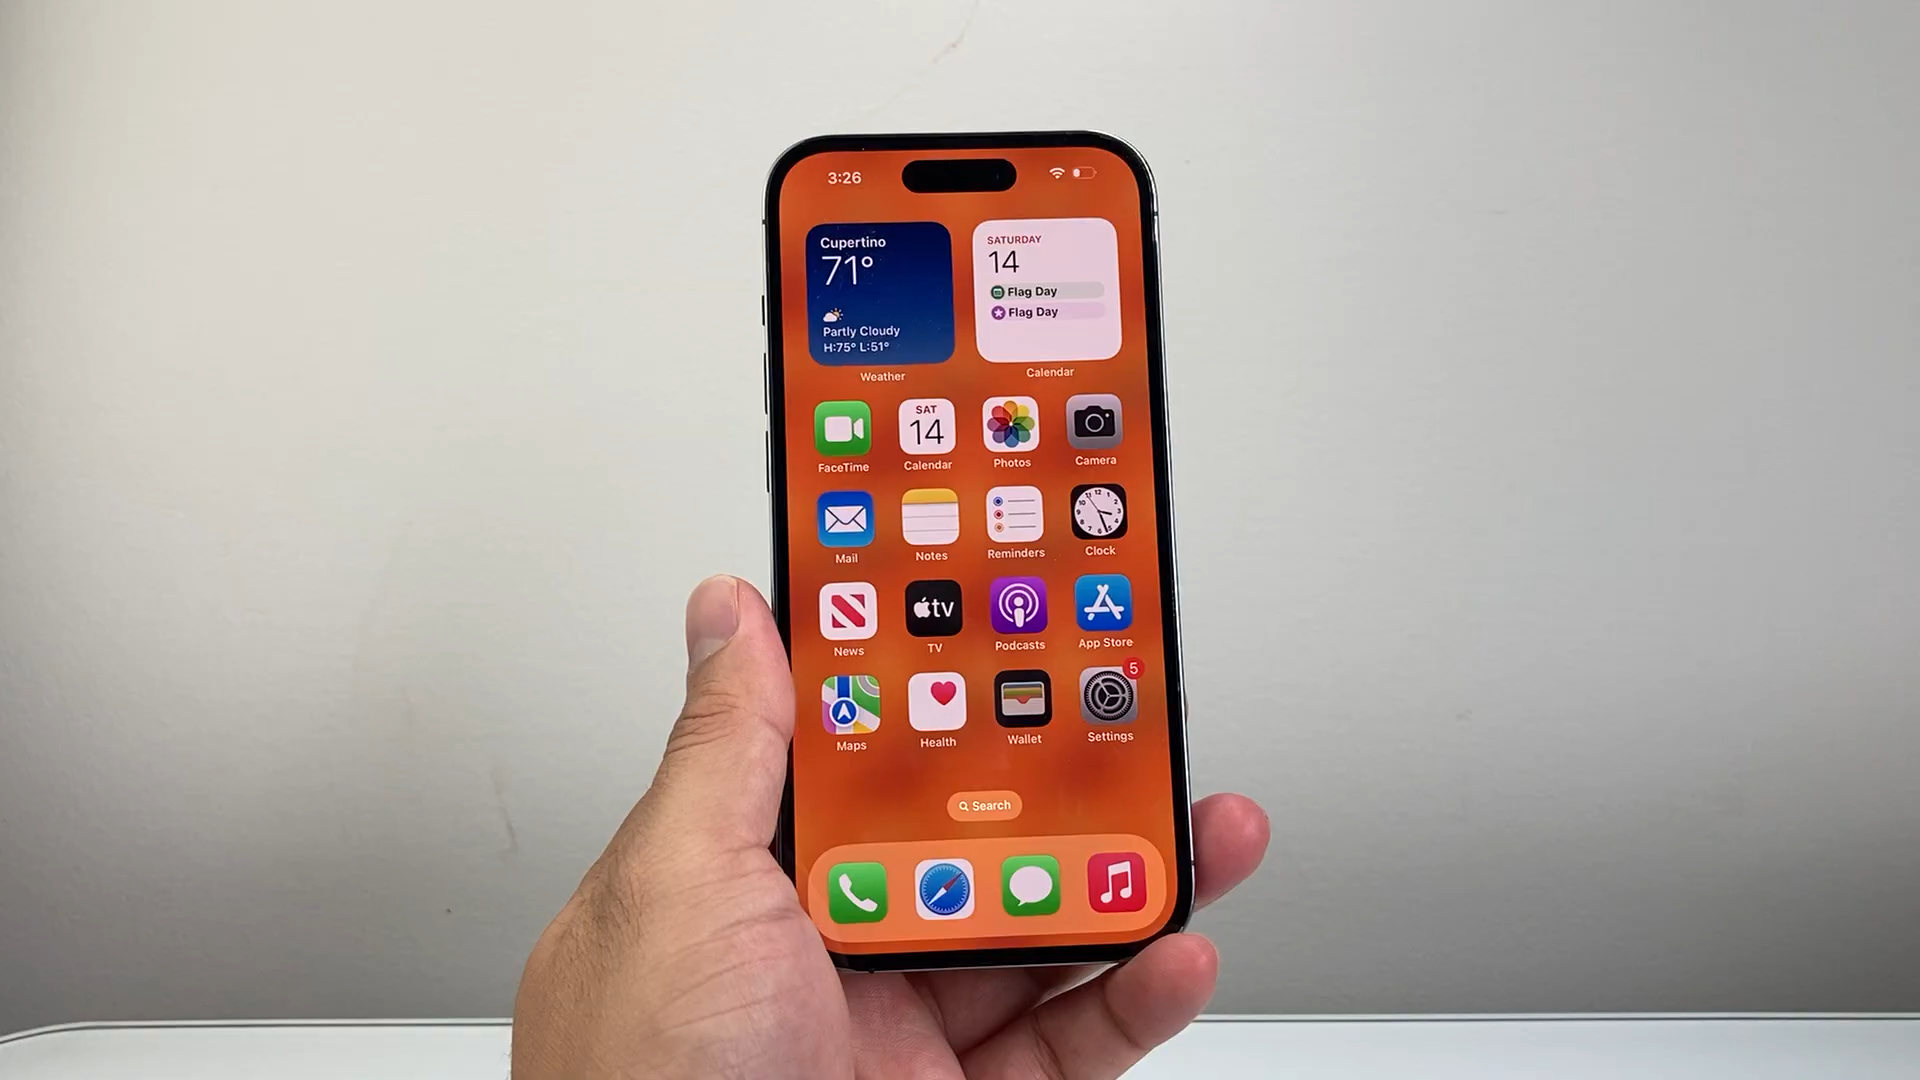 3:26
Cupertino
71°
Partly Cloudy
H:75° L:51°
Weather
SATURDAY
14
Flag Day
Flag Day
Calendar
FaceTime
SAT
14
Calendar
Photos
Camera
Mail
Notes
Reminders
Clock
News
tv
TV
Podcasts
App Store
Maps
Health
Wallet
5
Settings
Search